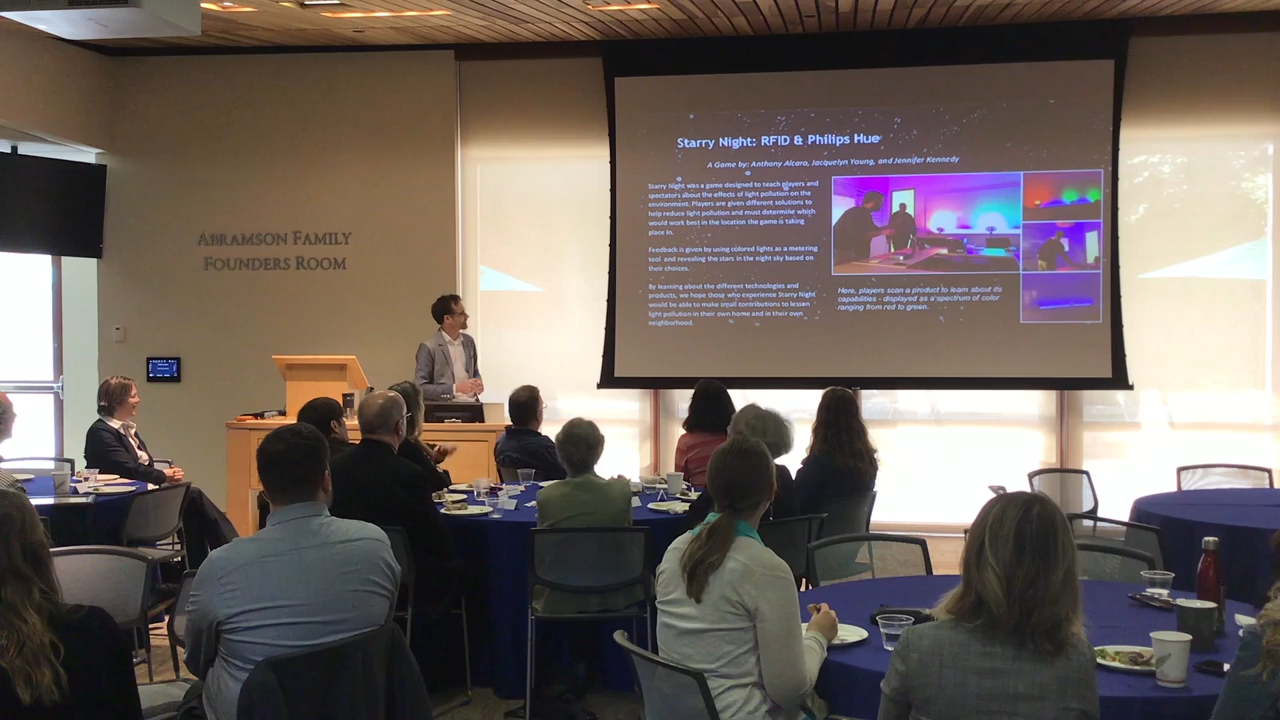 ABRAMSON FAMILY
FOUNDERS ROOM
Starry Night: RFID & Philips Hue
A Game by: Anthony Alcara, Jacquelyn Young, and Jennifer Kennedy
Starry Night was a game designed to teach players and
spectators about the effects of light pollution on the
environment. Players are given different solutions to
help reduce light pollution and must determine which
would work best in the location the game is taking
place in.
Feedback is given by using colored lights as a metering
tool and revealing the stars in the night sky based on
their choices.
By learning about the different technologies and
products, we hope those who experience Starry Night
would be able to make small contributions to lessen
light pollution in their own home and in their own
neighborhood.
Here, players scan a product to learn about its
capabilities - displayed as a spectrum of color
ranging from red to green.